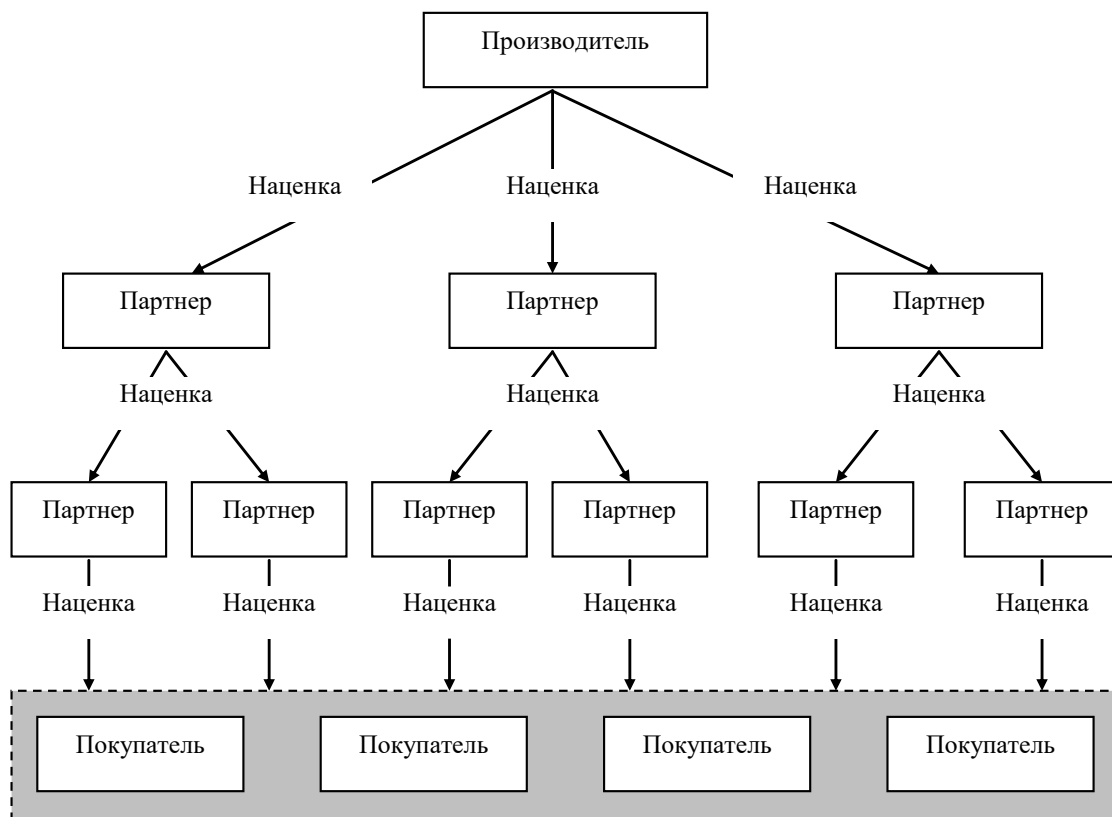 Производитель
Наценка Наценка Наценка
Партнер Партнер Партнер
Наценка Наценка Наценка
Партнер Партнер Партнер Партнер Партнер Партнер
Наценка Наценка Наценка Наценка Наценка Наценка
Покупатель Покупатель Покупатель Покупатель